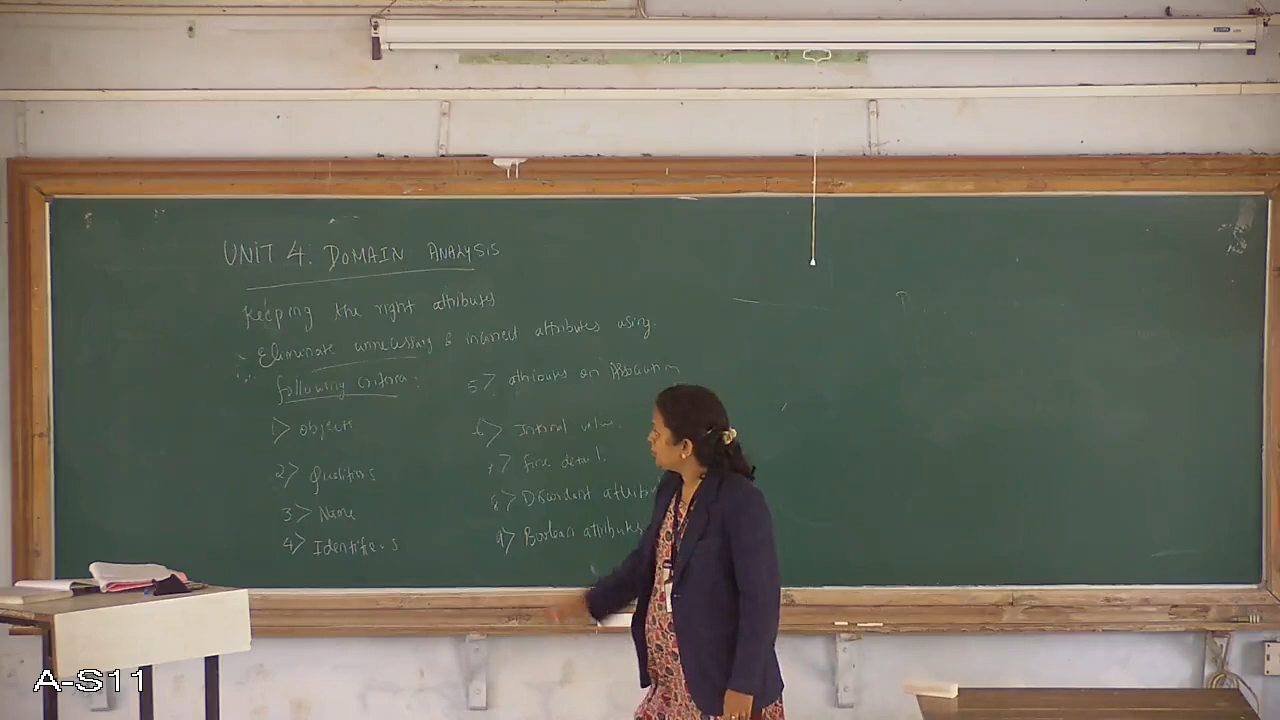 UNIT 4: DOMAIN ANALYSIS
Keeping the right attributes
Eliminate unnecessary & incorrect attributes using
following criteria:
1> Objects
2> Qualifiers
3> Name
4> Identifiers
5> attributes on Association
6> Internal value.
7> fine detail.
8> Discordant attribu
9> Boolean attributes
A-S11